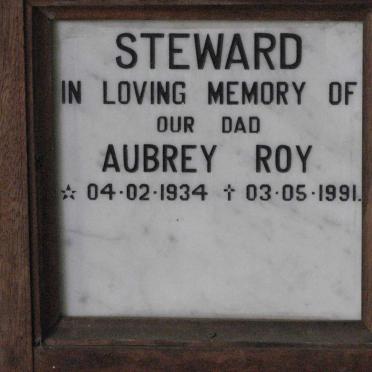 STEWARD
IN LOVING MEMORY OF
OUR DAD
AUBREY ROY
☆ 04·02·1934 † 03·05·1991.